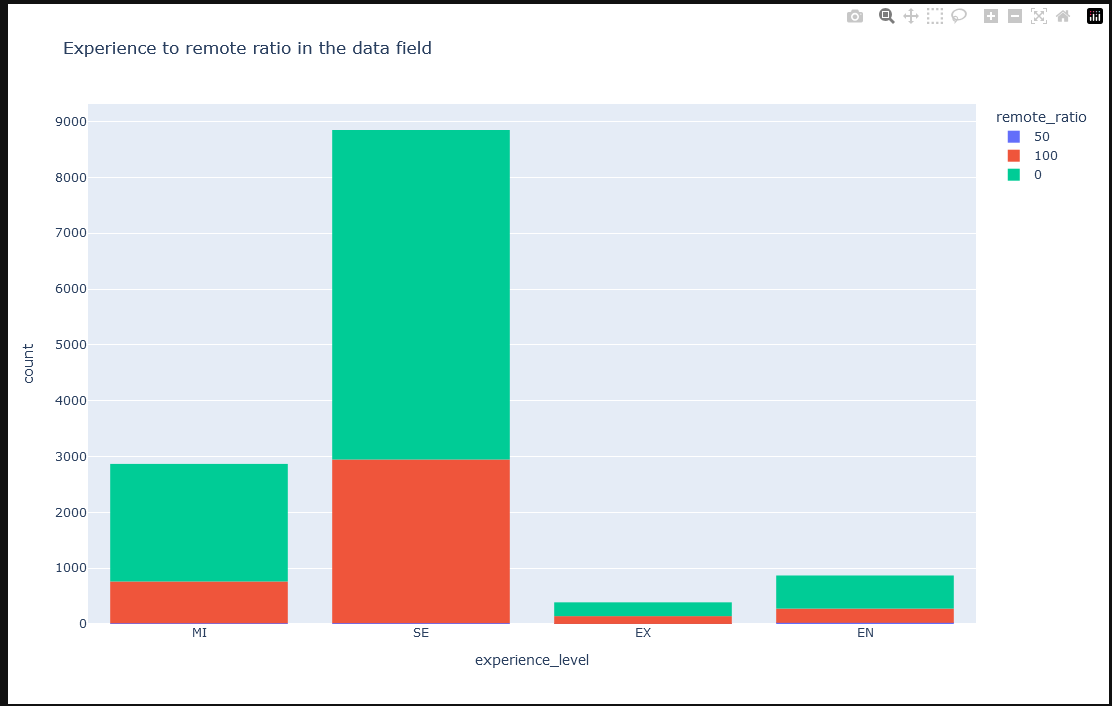 Experience to remote ratio in the data field
remote_ratio
50
100
0
count
9000
8000
7000
6000
5000
4000
3000
2000
1000
0
MI
SE
EX
EN
experience_level